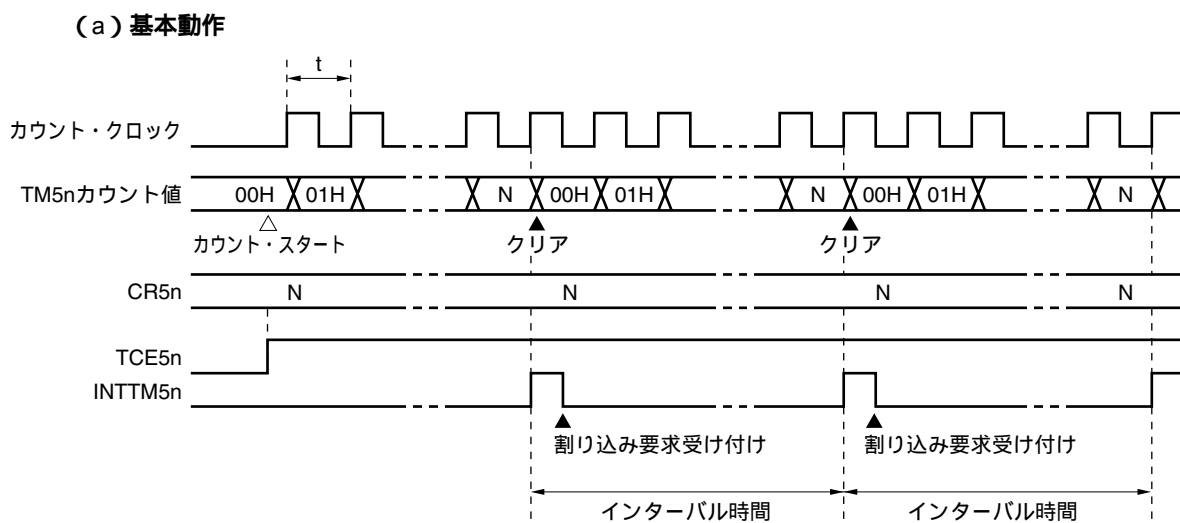 （a）基本動作
t
カウント・クロック
TM5nカウント値 00H 01H N 00H 01H N 00H 01H N
カウント・スタート クリア クリア
CR5n N N N N
TCE5n
INTTM5n
割り込み要求受け付け 割り込み要求受け付け
インターバル時間 インターバル時間